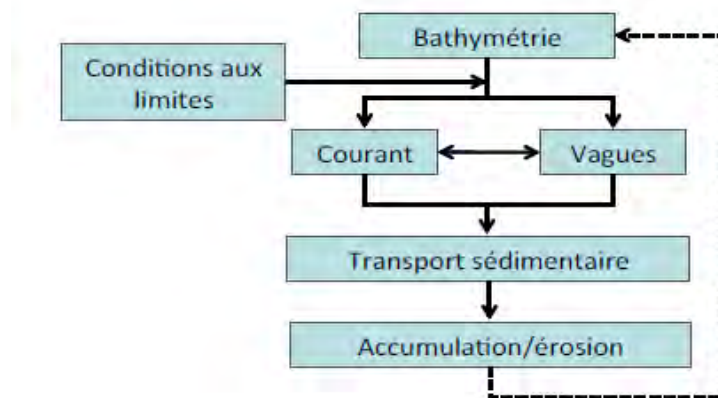 Bathymétrie
Conditions aux
limites
Courant
Vagues
Transport sédimentaire
Accumulation/érosion